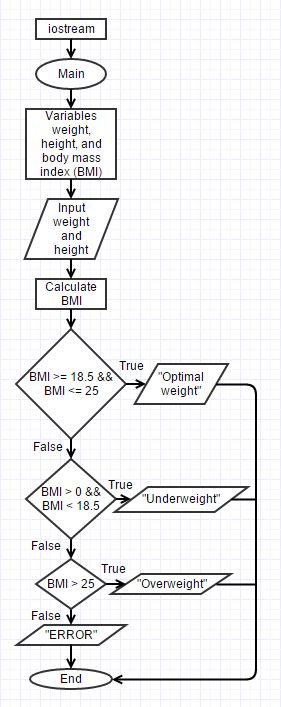 iostream
Main
Variables
weight,
height, and
body mass
index (BMI)
Input
weight
and
height
Calculate
BMI
BMI >= 18.5 &&
BMI <= 25
True
"Optimal
weight"
False
BMI > 0 &&
BMI < 18.5
True
"Underweight"
False
BMI > 25
True
"Overweight"
False
"ERROR"
End